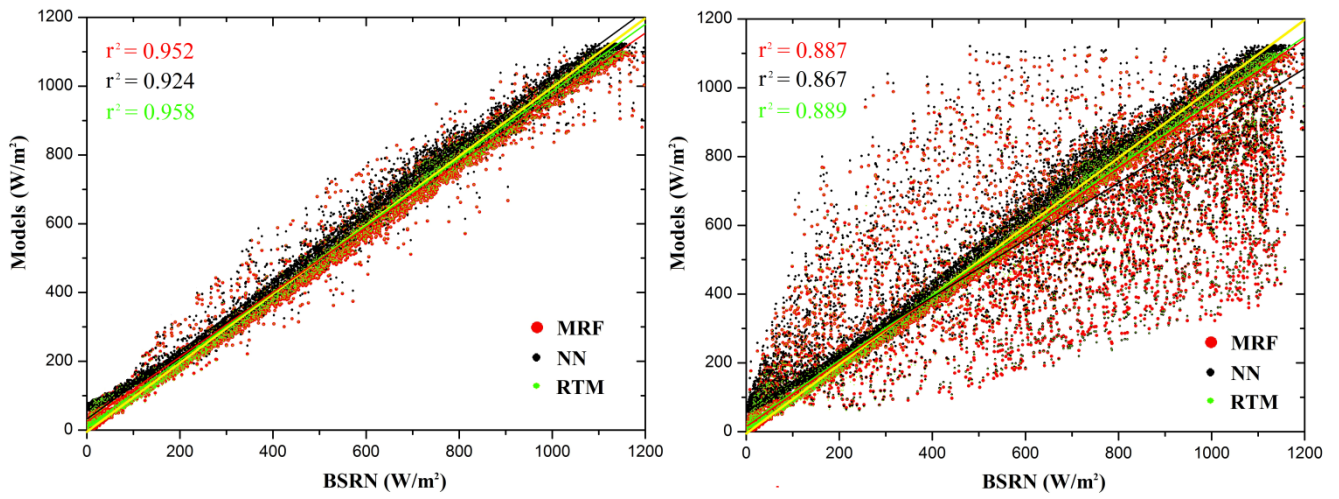 1200
1000
800
600
400
200
0
Models (W/m²)
r² = 0.952
r² = 0.924
r² = 0.958
MRF
NN
RTM
0 200 400 600 800 1000 1200
BSRN (W/m²)
1200
1000
800
600
400
200
0
Models (W/m²)
r² = 0.887
r² = 0.867
r² = 0.889
MRF
NN
RTM
0 200 400 600 800 1000 1200
BSRN (W/m²)